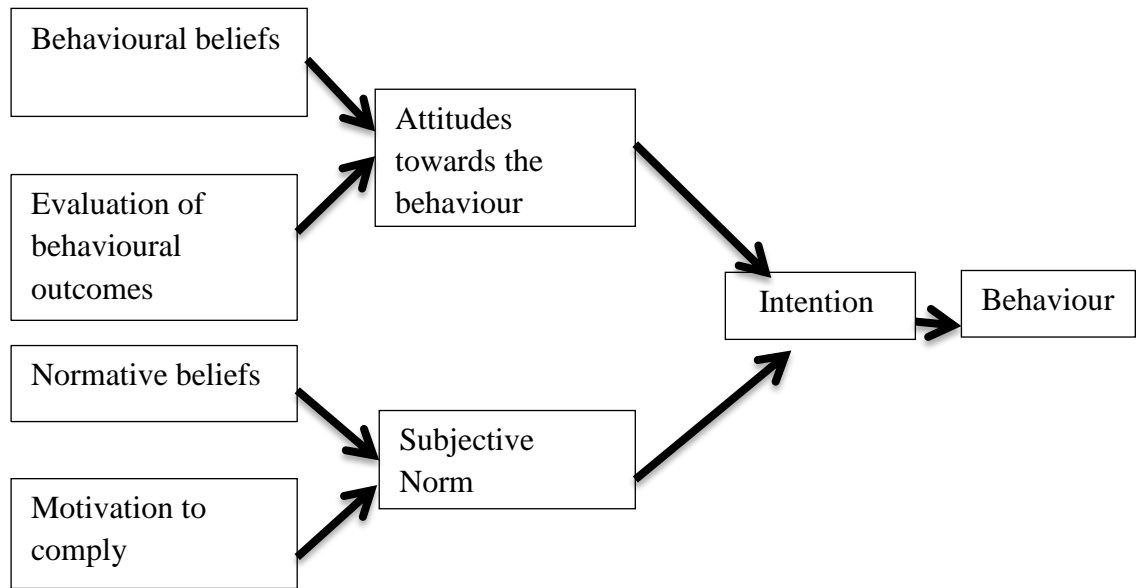 Behavioural beliefs
Evaluation of
behavioural
outcomes
Normative beliefs
Motivation to
comply
Attitudes
towards the
behaviour
Subjective
Norm
Intention
Behaviour